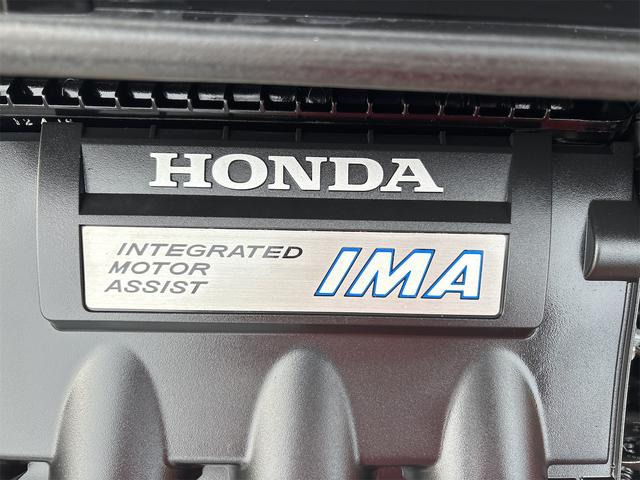 HONDA
INTEGRATED
MOTOR
ASSIST
IMA